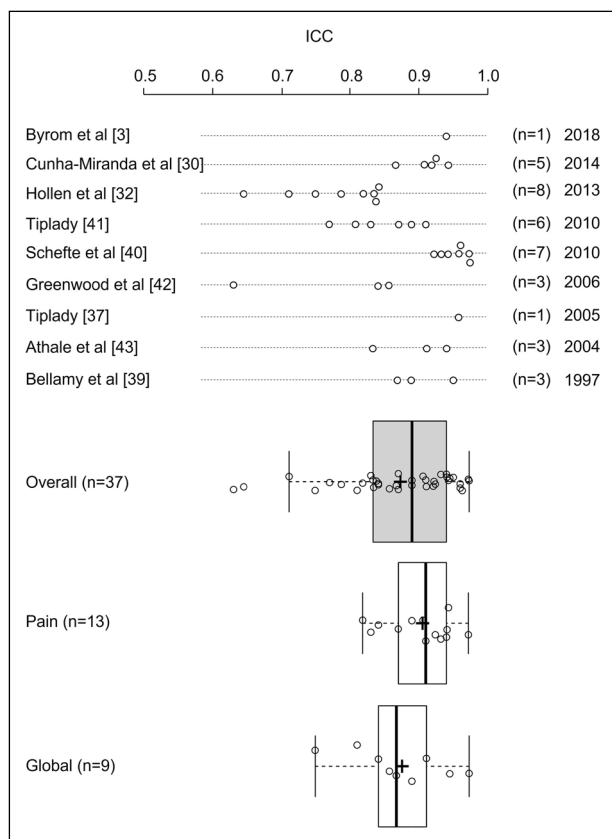 ICC
0.5 0.6 0.7 0.8 0.9 1.0
Byrom et al [3] (n=1) 2018
Cunha-Miranda et al [30] (n=5) 2014
Hollen et al [32] (n=8) 2013
Tiplady [41] (n=6) 2010
Schefte et al [40] (n=7) 2010
Greenwood et al [42] (n=3) 2006
Tiplady [37] (n=1) 2005
Athale et al [43] (n=3) 2004
Bellamy et al [39] (n=3) 1997
Overall (n=37)
Pain (n=13)
Global (n=9)